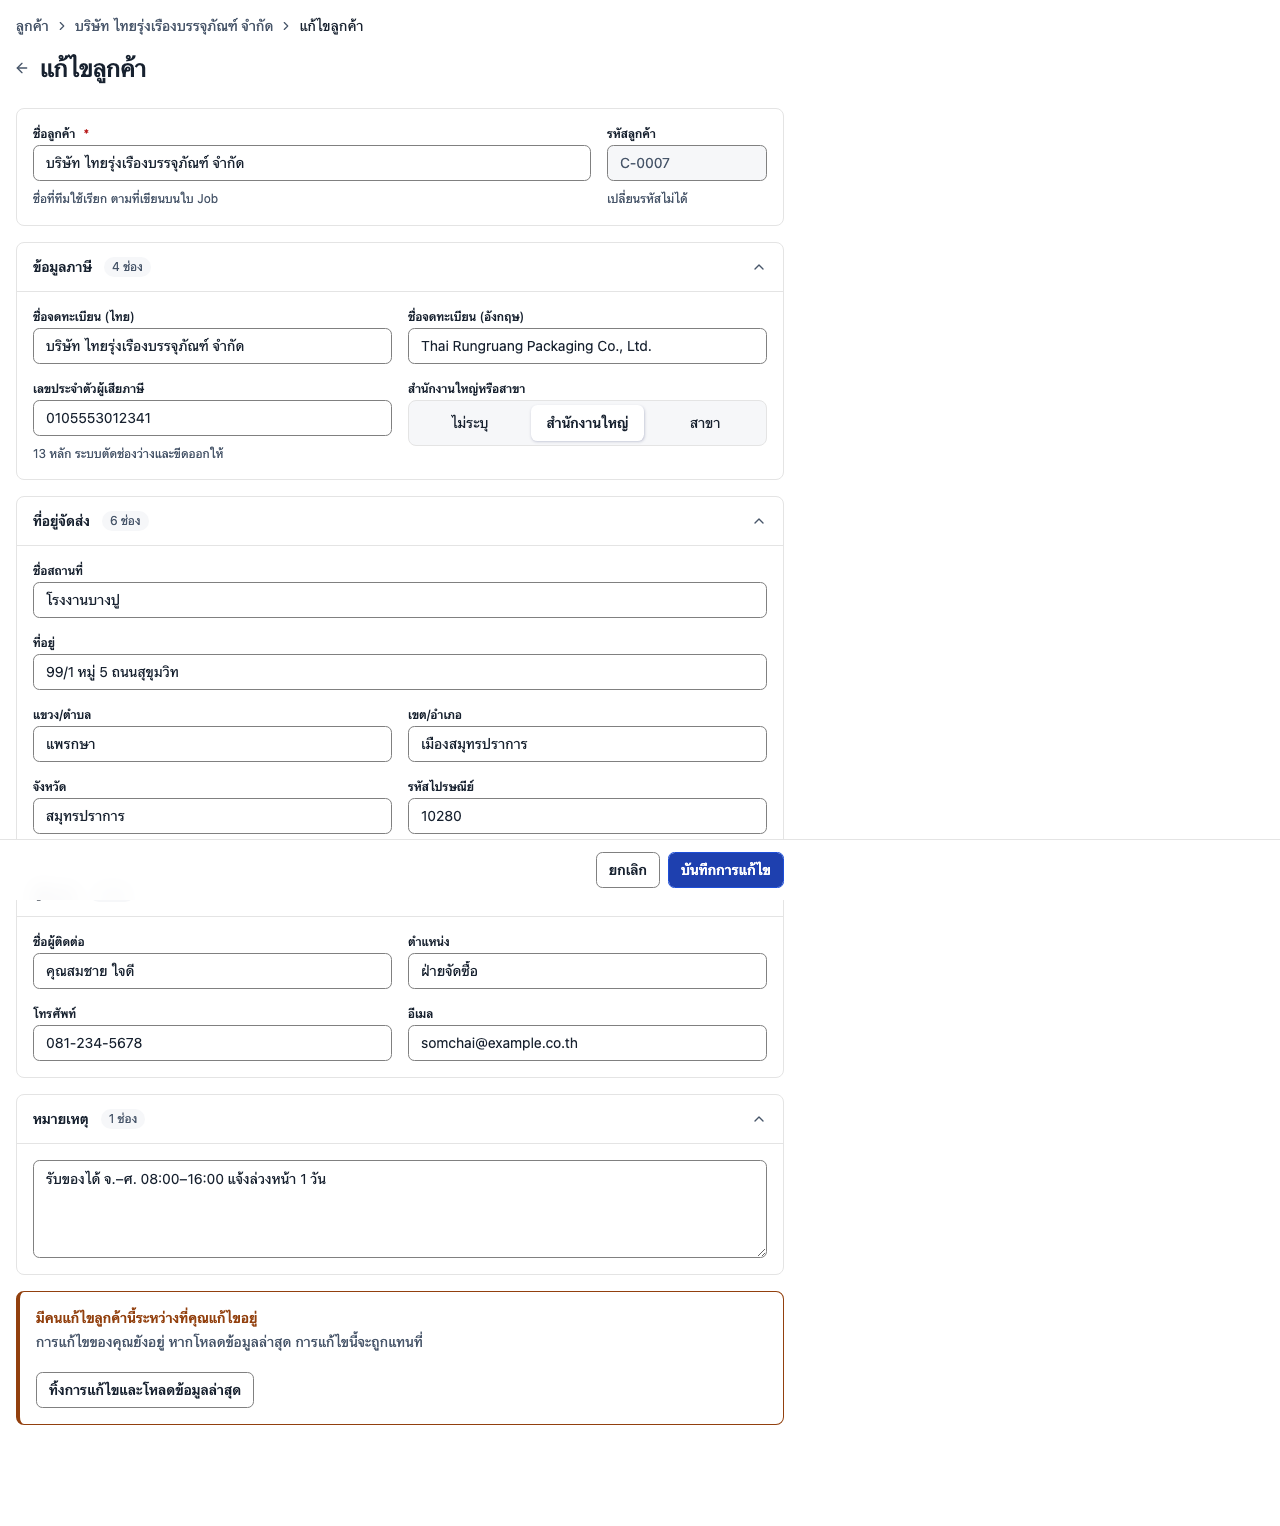 ลูกค้า > บริษัท ไทยรุ่งเรืองบรรจุภัณฑ์ จำกัด > แก้ไขลูกค้า
← แก้ไขลูกค้า
ชื่อลูกค้า * รหัสลูกค้า
บริษัท ไทยรุ่งเรืองบรรจุภัณฑ์ จำกัด C-0007
ชื่อที่ทีมใช้เรียก ตามที่เขียนบนใบ Job เปลี่ยนรหัสไม่ได้
ข้อมูลภาษี 4 ช่อง
ชื่อจดทะเบียน (ไทย) ชื่อจดทะเบียน (อังกฤษ)
บริษัท ไทยรุ่งเรืองบรรจุภัณฑ์ จำกัด Thai Rungruang Packaging Co., Ltd.
เลขประจำตัวผู้เสียภาษี สำนักงานใหญ่หรือสาขา
0105553012341 ไม่ระบุ สำนักงานใหญ่ สาขา
13 หลัก ระบบตัดช่องว่างและขีดออกให้
ที่อยู่จัดส่ง 6 ช่อง
ชื่อสถานที่
โรงงานบางปู
ที่อยู่
99/1 หมู่ 5 ถนนสุขุมวิท
แขวง/ตำบล เขต/อำเภอ
แพรกษา เมืองสมุทรปราการ
จังหวัด รหัสไปรษณีย์
สมุทรปราการ 10280
ยกเลิก บันทึกการแก้ไข
ชื่อผู้ติดต่อ ตำแหน่ง
คุณสมชาย ใจดี ฝ่ายจัดซื้อ
โทรศัพท์ อีเมล
081-234-5678 somchai@example.co.th
หมายเหตุ 1 ช่อง
รับของได้ จ.–ศ. 08:00–16:00 แจ้งล่วงหน้า 1 วัน
มีคนแก้ไขลูกค้านี้ระหว่างที่คุณแก้ไขอยู่
การแก้ไขของคุณยังอยู่ หากโหลดข้อมูลล่าสุด การแก้ไขนี้จะถูกแทนที่
ทิ้งการแก้ไขและโหลดข้อมูลล่าสุด